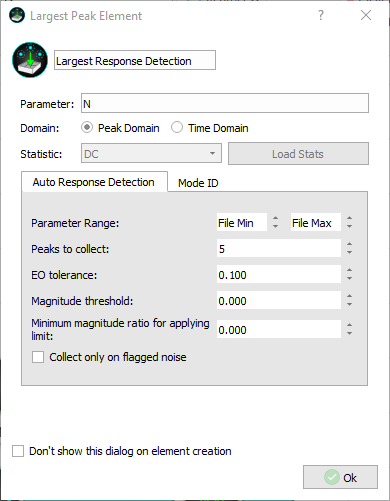 Largest Peak Element
?
Largest Response Detection
Parameter: N
Domain: Peak Domain Time Domain
Statistic: DC Load Stats
Auto Response Detection Mode ID
Parameter Range: File Min File Max
Peaks to collect: 5
EO tolerance: 0.100
Magnitude threshold: 0.000
Minimum magnitude ratio for applying
limit: 0.000
Collect only on flagged noise
Don't show this dialog on element creation
Ok